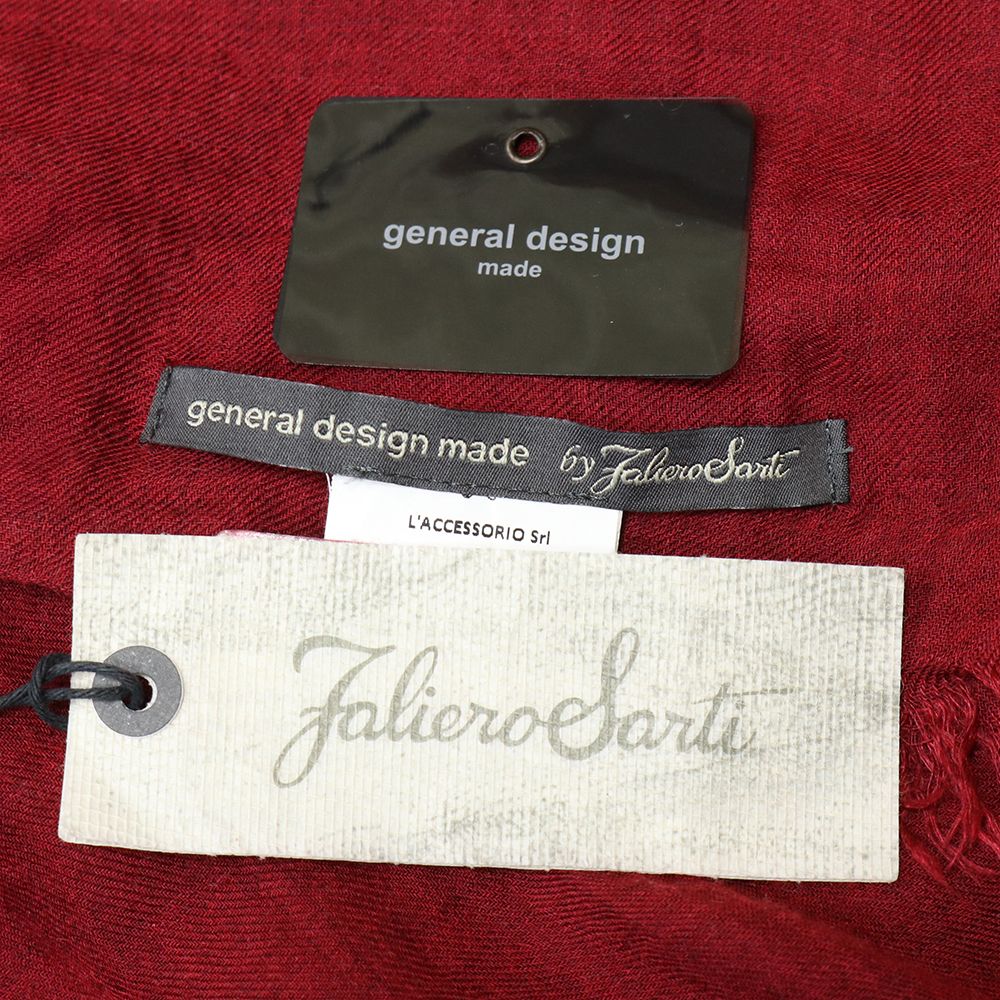 general design
made
general design made by Faliero Sarti
L'ACCESSORIO Srl
Faliero Sarti